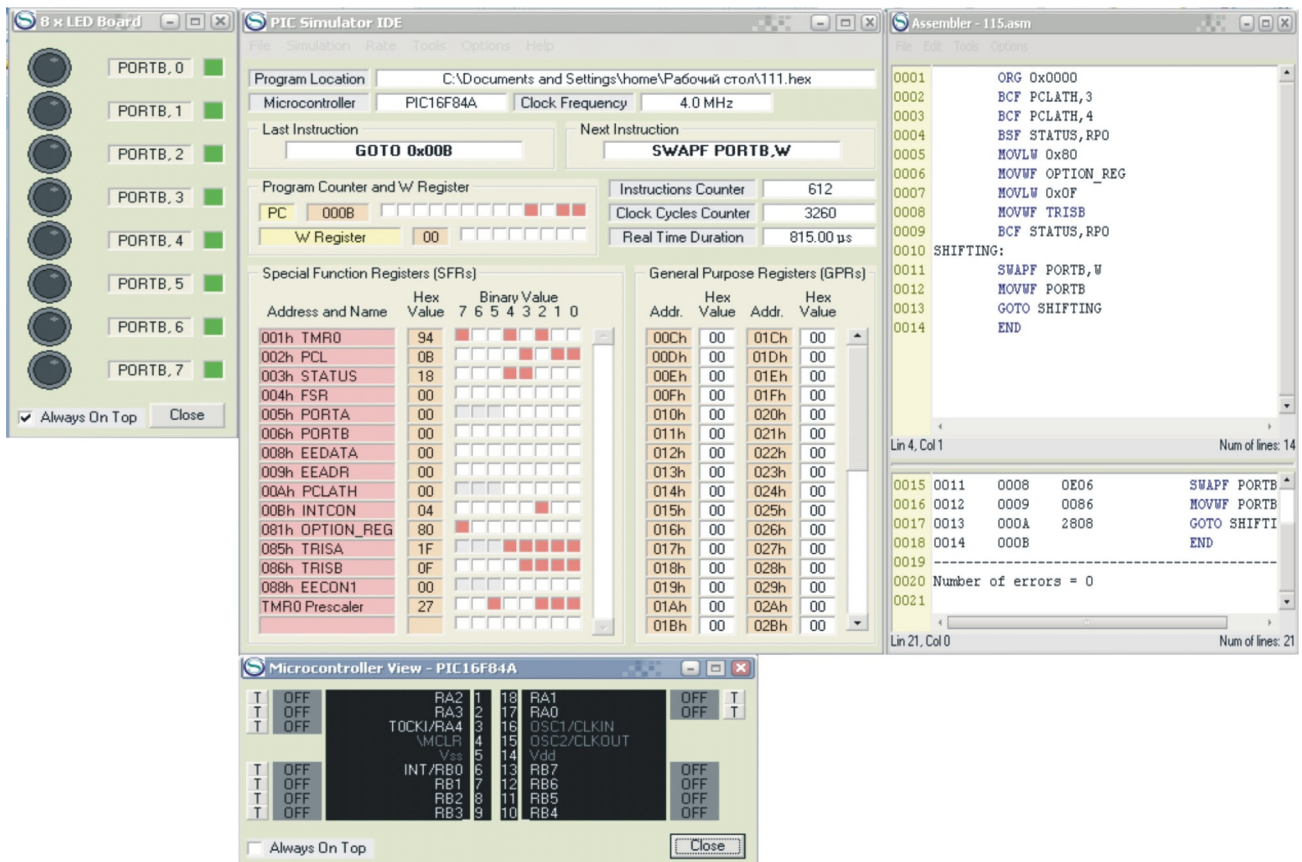 8 x LED Board
PORTB, 0
PORTB, 1
PORTB, 2
PORTB, 3
PORTB, 4
PORTB, 5
PORTB, 6
PORTB, 7
Always On Top Close
PIC Simulator IDE
File Simulation Rate Tools Options Help
Program Location C:\Documents and Settings\home\Рабочий стол\111.hex
Microcontroller PIC16F84A Clock Frequency 4.0 MHz
Last Instruction Next Instruction
GOTO 0x00B SWAPF PORTB,W
Program Counter and W Register
PC 000B
W Register 00
Instructions Counter 612
Clock Cycles Counter 3260
Real Time Duration 815.00 µs
Special Function Registers (SFRs)
Hex Binary Value
Address and Name Value 7 6 5 4 3 2 1 0
001h TMR0 94
002h PCL 0B
003h STATUS 18
004h FSR 00
005h PORTA 00
006h PORTB 00
008h EEDATA 00
009h EEADR 00
00Ah PCLATH 00
00Bh INTCON 04
081h OPTION_REG 80
085h TRISA 1F
086h TRISB 0F
088h EECON1 00
TMR0 Prescaler 27
General Purpose Registers (GPRs)
Hex Hex
Addr. Value Addr. Value
00Ch 00 01Ch 00
00Dh 00 01Dh 00
00Eh 00 01Eh 00
00Fh 00 01Fh 00
010h 00 020h 00
011h 00 021h 00
012h 00 022h 00
013h 00 023h 00
014h 00 024h 00
015h 00 025h 00
016h 00 026h 00
017h 00 027h 00
018h 00 028h 00
019h 00 029h 00
01Ah 00 02Ah 00
01Bh 00 02Bh 00
Assembler - 115.asm
File Edit Tools Options
0001 ORG 0x0000
0002 BCF PCLATH,3
0003 BCF PCLATH,4
0004 BSF STATUS,RP0
0005 MOVLW 0x80
0006 MOVWF OPTION_REG
0007 MOVLW 0x0F
0008 MOVWF TRISB
0009 BCF STATUS,RP0
0010 SHIFTING:
0011 SWAPF PORTB,W
0012 MOVWF PORTB
0013 GOTO SHIFTING
0014 END
Lin 4, Col 1 Num of lines: 14
0015 0011 0008 0E06 SWAPF PORTB
0016 0012 0009 0086 MOVWF PORTB
0017 0013 000A 2808 GOTO SHIFTI
0018 0014 000B END
0019 ----------------------------------------
0020 Number of errors = 0
0021
Lin 21, Col 0 Num of lines: 21
Microcontroller View - PIC16F84A
T OFF RA2 1 18 RA1 OFF T
T OFF RA3 2 17 RA0 OFF T
T OFF T0CKI/RA4 3 16 OSC1/CLKIN
\MCLR 4 15 OSC2/CLKOUT
Vss 5 14 Vdd
T OFF INT/RB0 6 13 RB7 OFF
T OFF RB1 7 12 RB6 OFF
T OFF RB2 8 11 RB5 OFF
T OFF RB3 9 10 RB4 OFF
Always On Top Close